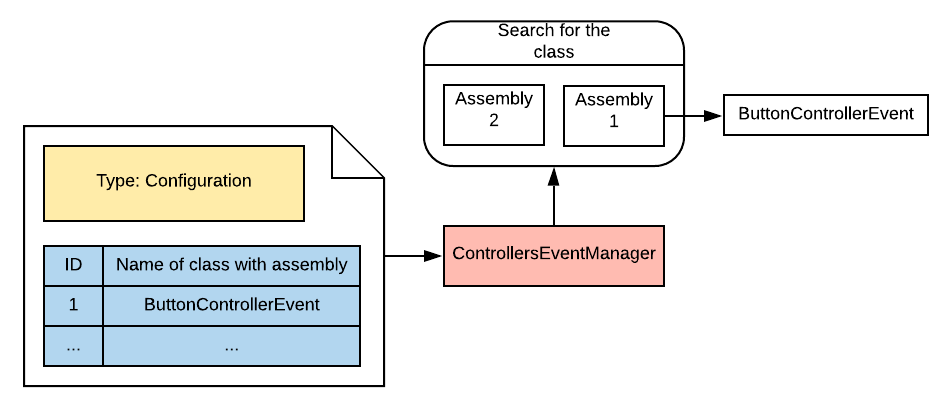 Search for the
class
Assembly
2
Assembly
1
ButtonControllerEvent
Type: Configuration
ControllersEventManager
ID Name of class with assembly
1 ButtonControllerEvent
... ...